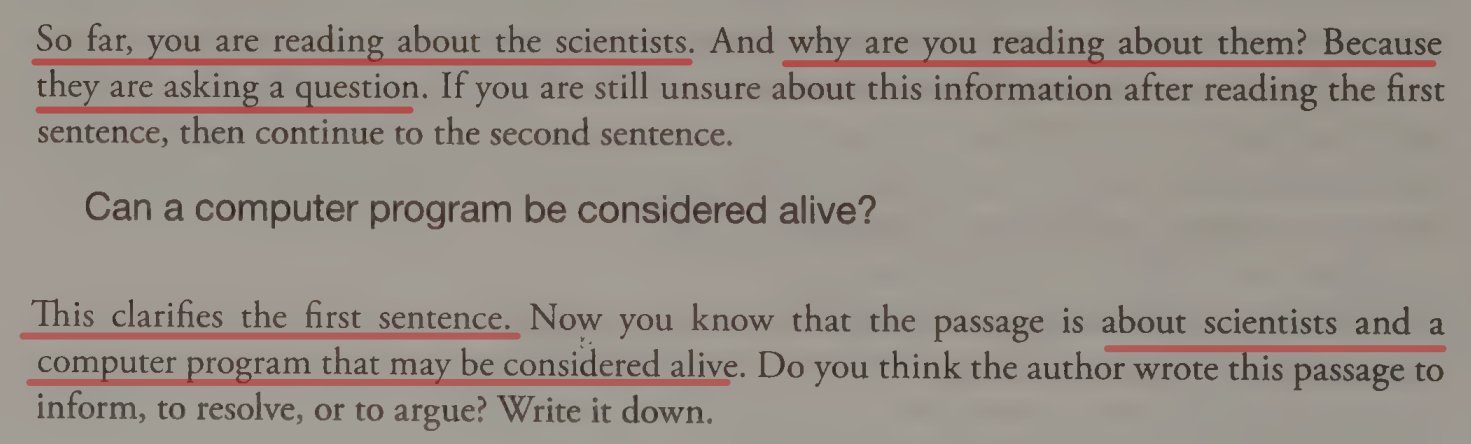 So far, you are reading about the scientists. And why are you reading about them? Because
they are asking a question. If you are still unsure about this information after reading the first
sentence, then continue to the second sentence.
Can a computer program be considered alive?
This clarifies the first sentence. Now you know that the passage is about scientists and a
computer program that may be considered alive. Do you think the author wrote this passage to
inform, to resolve, or to argue? Write it down.